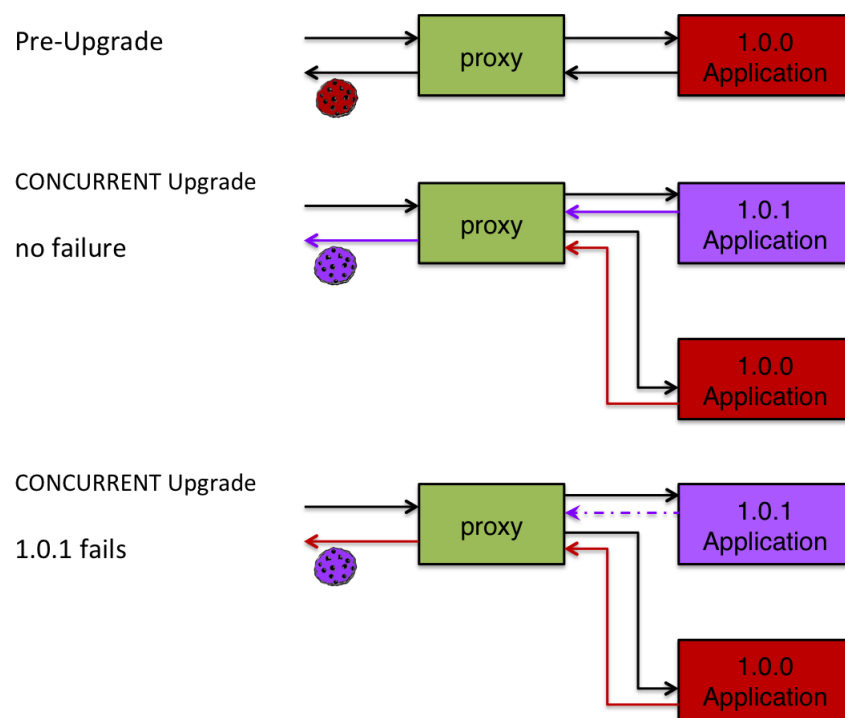 Pre-Upgrade
proxy
1.0.0
Application
CONCURRENT Upgrade
no failure
proxy
1.0.1
Application
1.0.0
Application
CONCURRENT Upgrade
1.0.1 fails
proxy
1.0.1
Application
1.0.0
Application